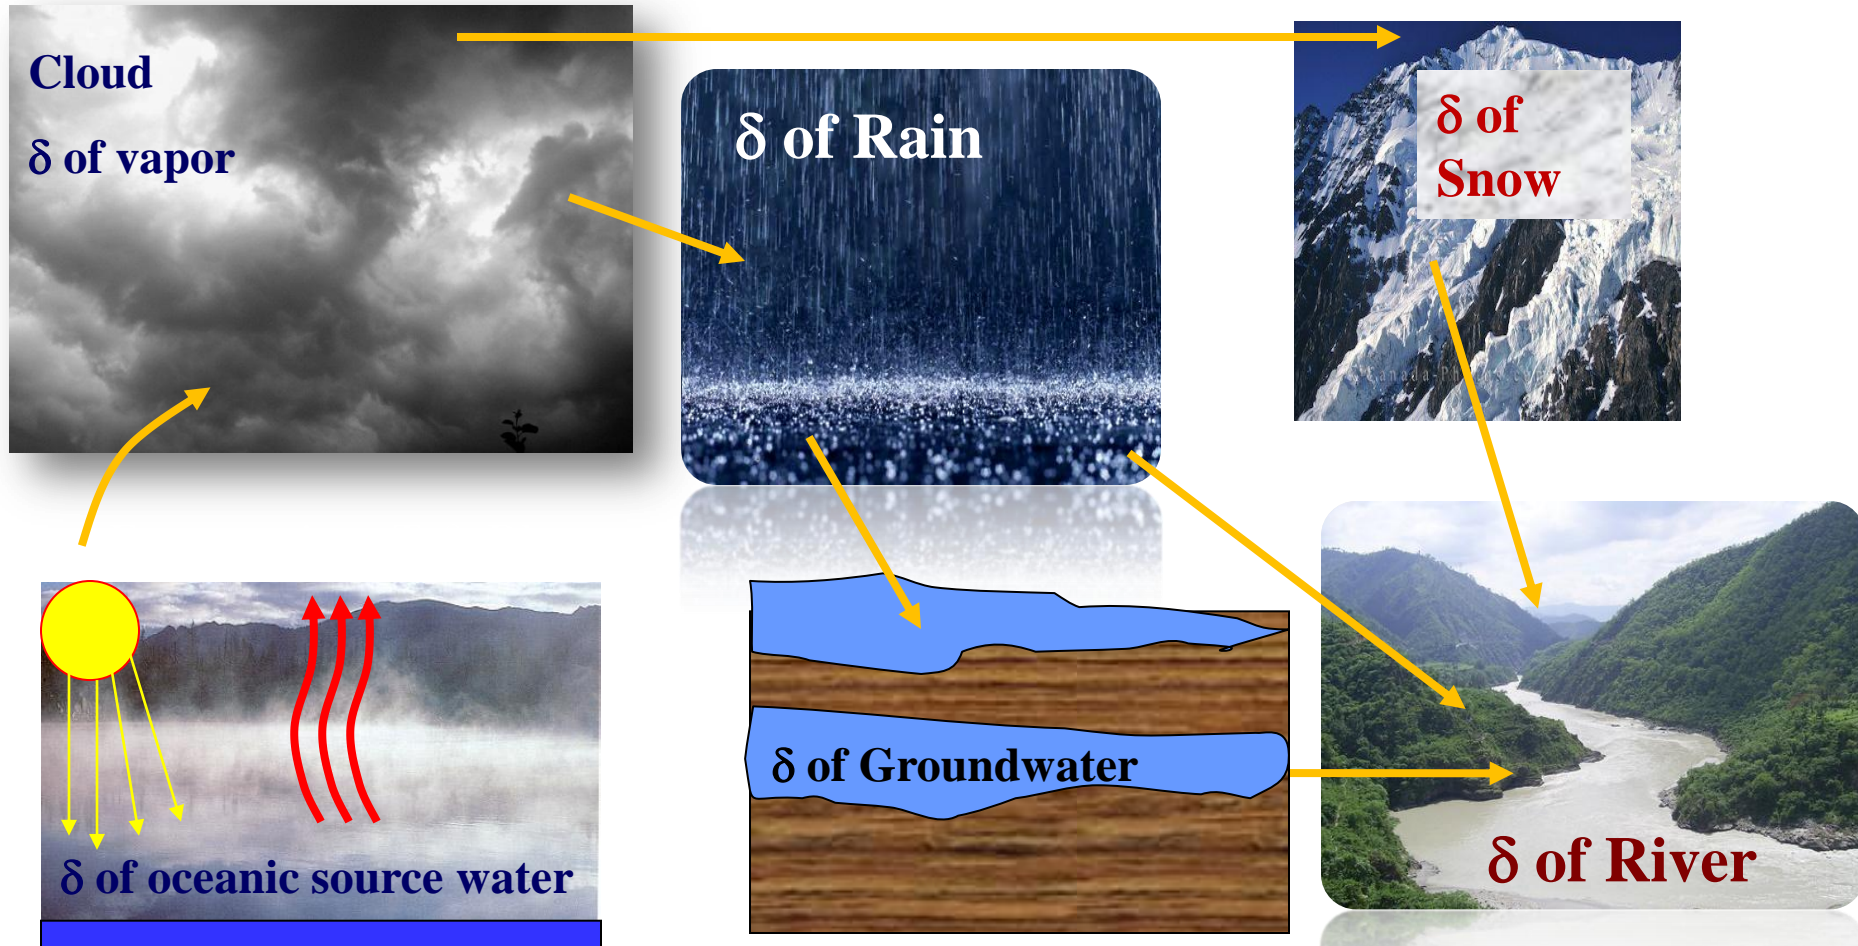 Cloud
δ of vapor
δ of Rain
δ of
Snow
δ of Groundwater
δ of oceanic source water
δ of River